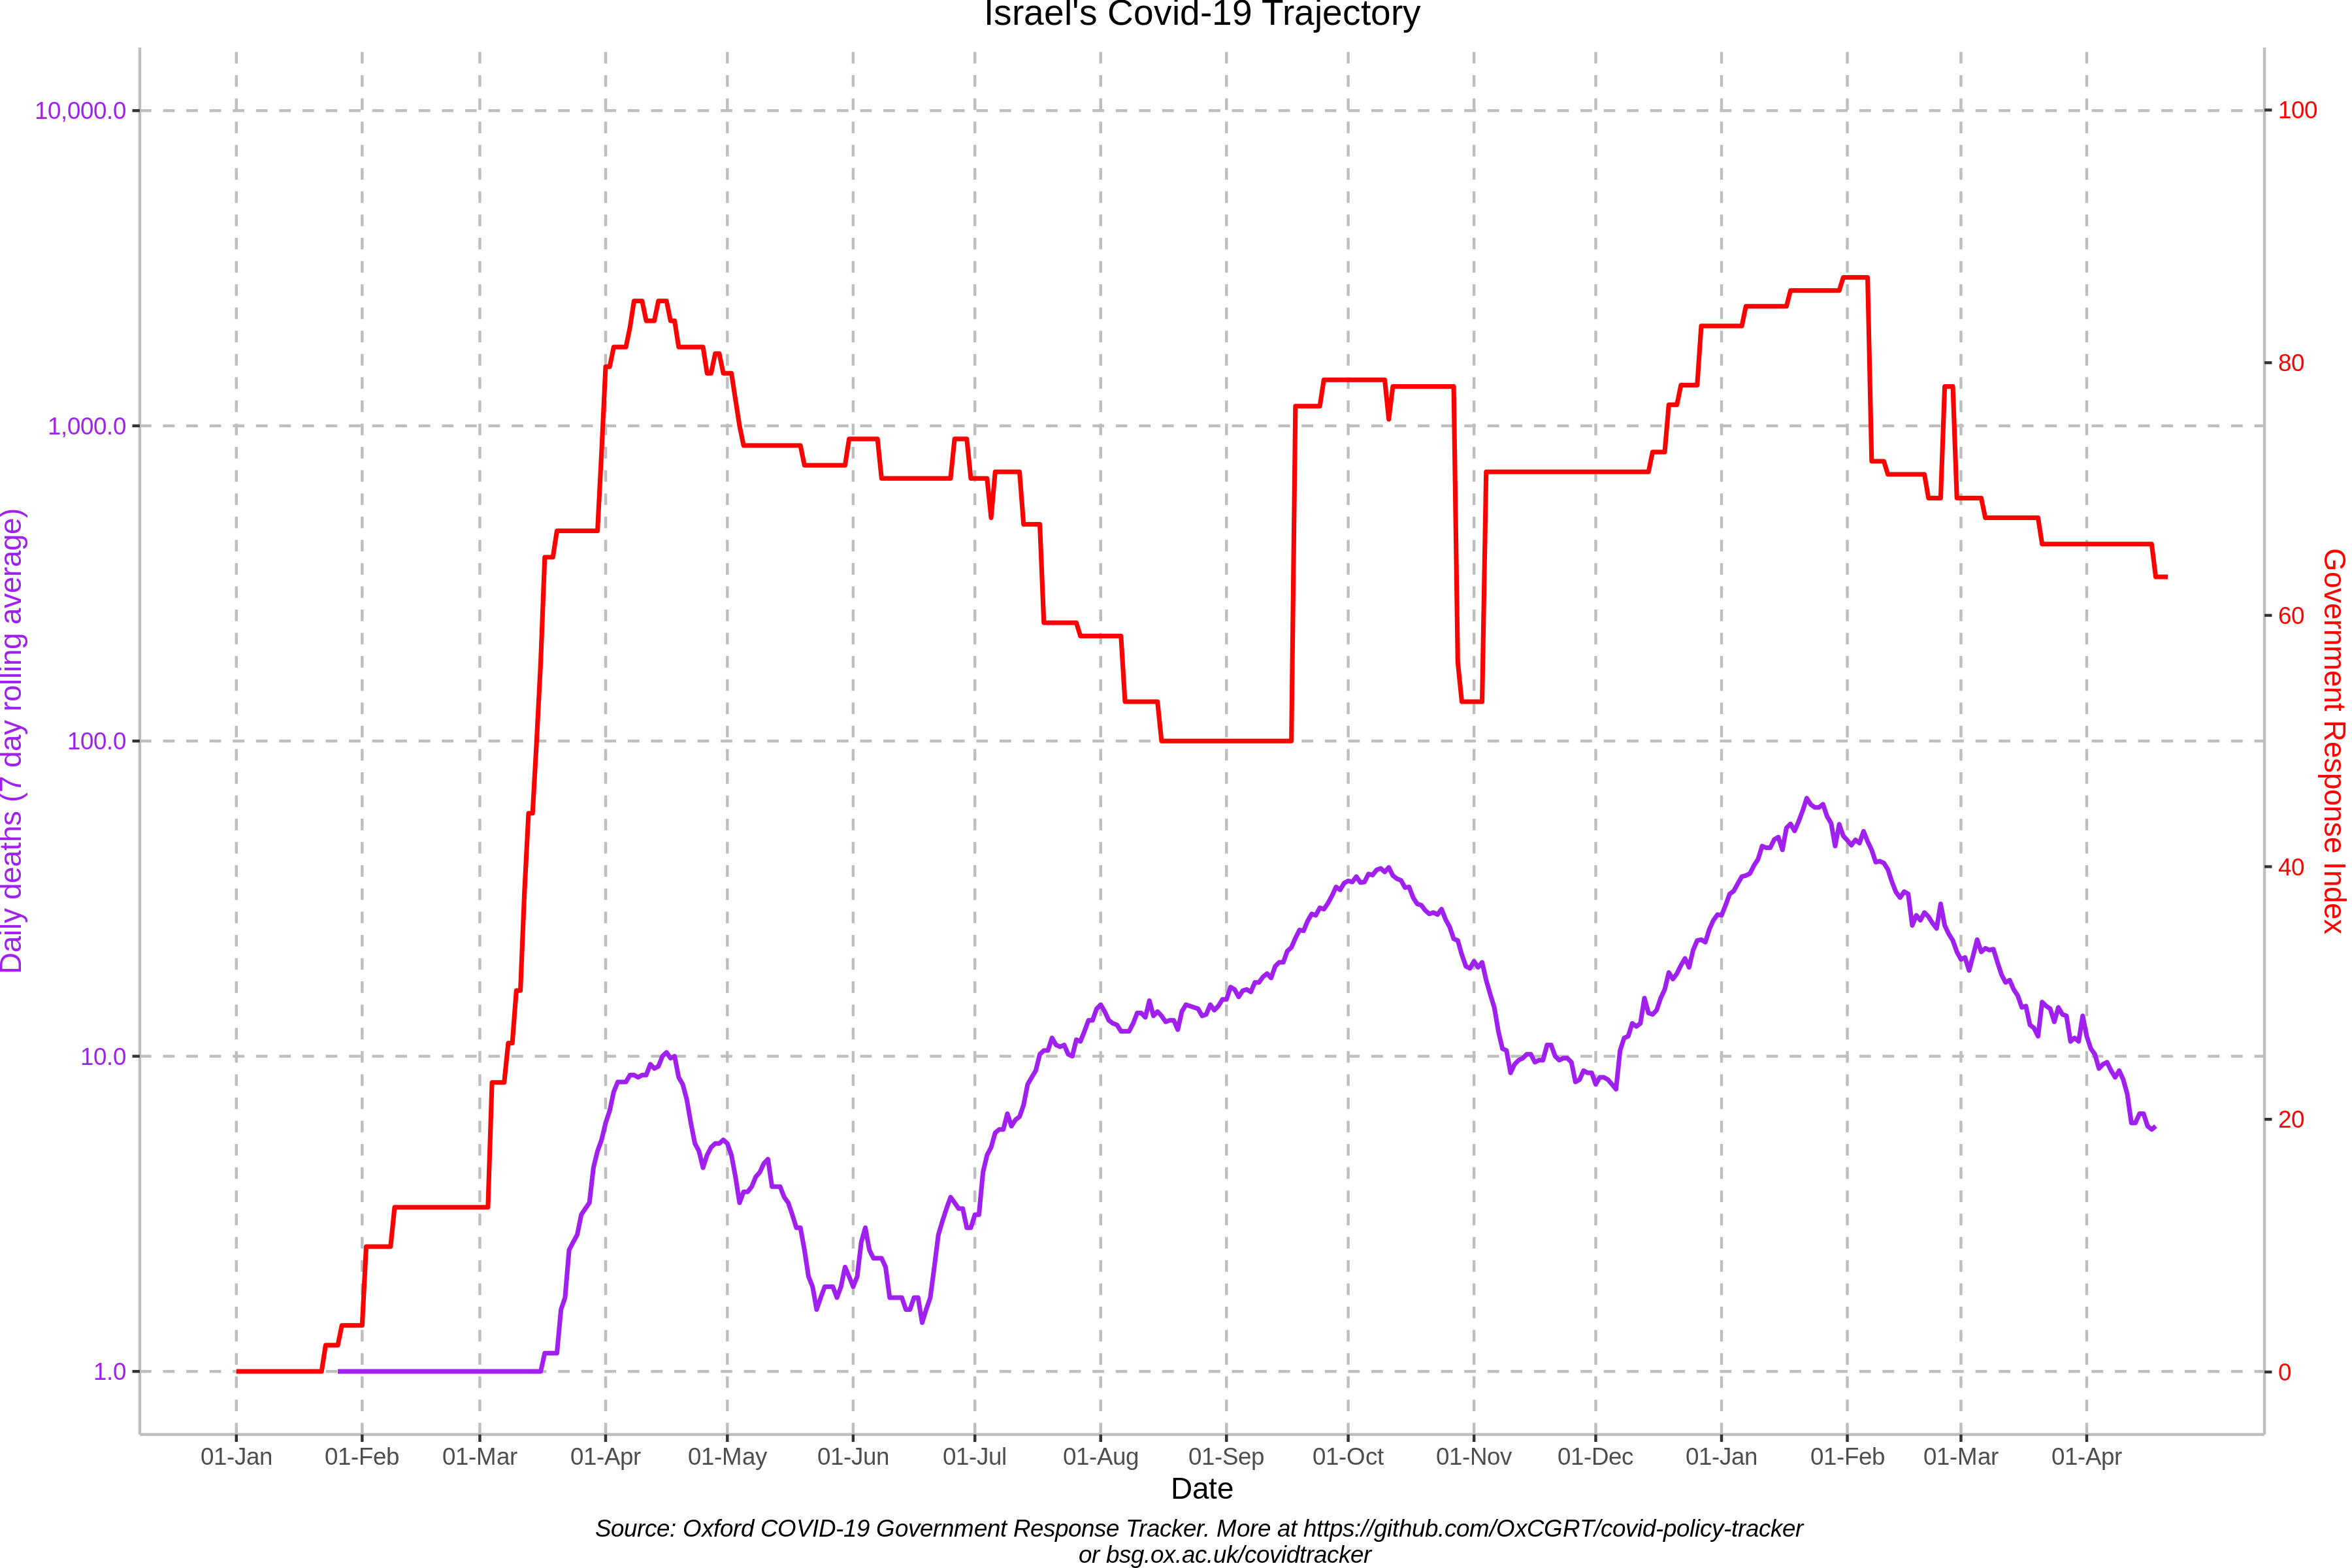 Israel's Covid-19 Trajectory
10,000.0
1,000.0
100.0
10.0
1.0
Daily deaths (7 day rolling average)
100
80
60
40
20
0
Government Response Index
01-Jan 01-Feb 01-Mar 01-Apr 01-May 01-Jun 01-Jul 01-Aug 01-Sep 01-Oct 01-Nov 01-Dec 01-Jan 01-Feb 01-Mar 01-Apr
Date
Source: Oxford COVID-19 Government Response Tracker. More at https://github.com/OxCGRT/covid-policy-tracker
or bsg.ox.ac.uk/covidtracker